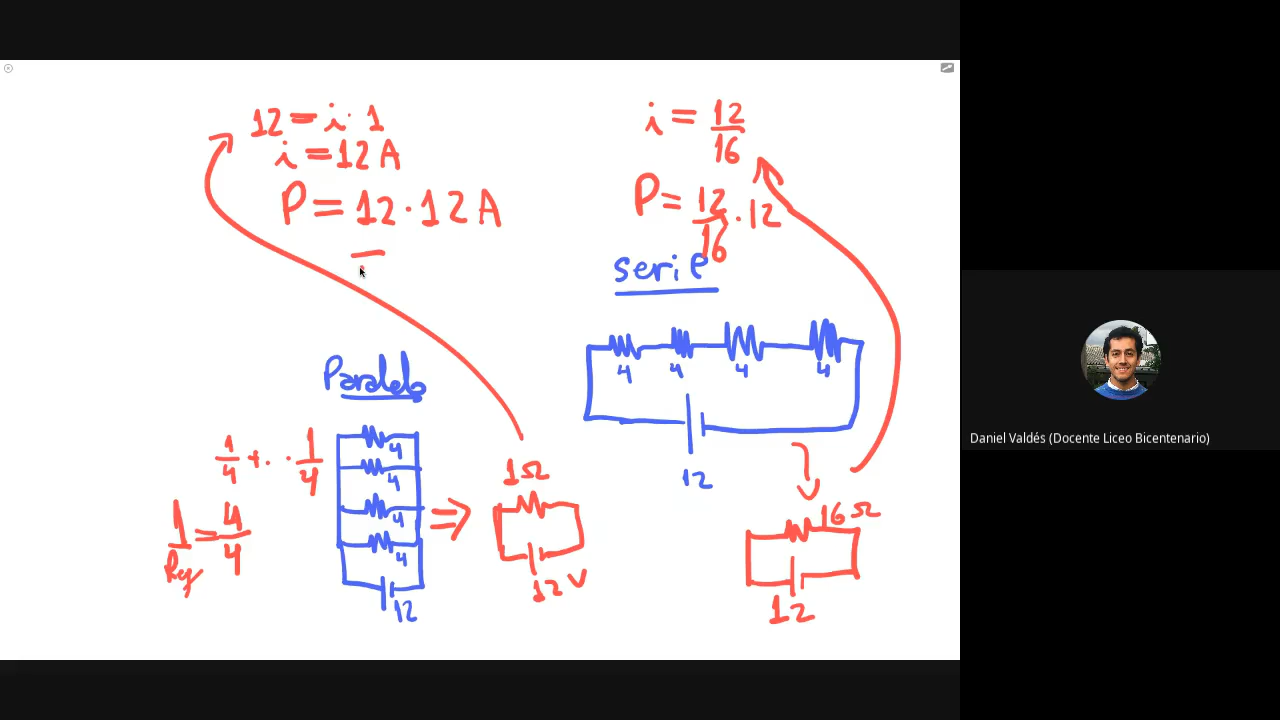 12 = i · 1
i = 12 A
P = 12 · 12 A
i = 12/16
P = 12/16 · 12
serie
4 4 4 4
12
Paralelo
1/4 + . . . 1/4
1/Req = 4/4
4
4
4
4
12
⇒
1Ω
12 V
16 Ω
12
Daniel Valdés (Docente Liceo Bicentenario)